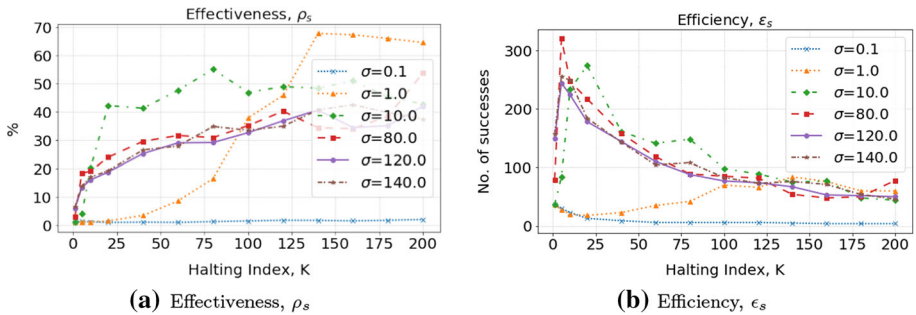 Effectiveness, ρs
%
70
60
50
40
30
20
10
0
σ=0.1
σ=1.0
σ=10.0
σ=80.0
σ=120.0
σ=140.0
0 25 50 75 100 125 150 175 200
Halting Index, K
(a) Effectiveness, ρs
Efficiency, εs
No. of successes
300
200
100
0
σ=0.1
σ=1.0
σ=10.0
σ=80.0
σ=120.0
σ=140.0
0 25 50 75 100 125 150 175 200
Halting Index, K
(b) Efficiency, ϵs